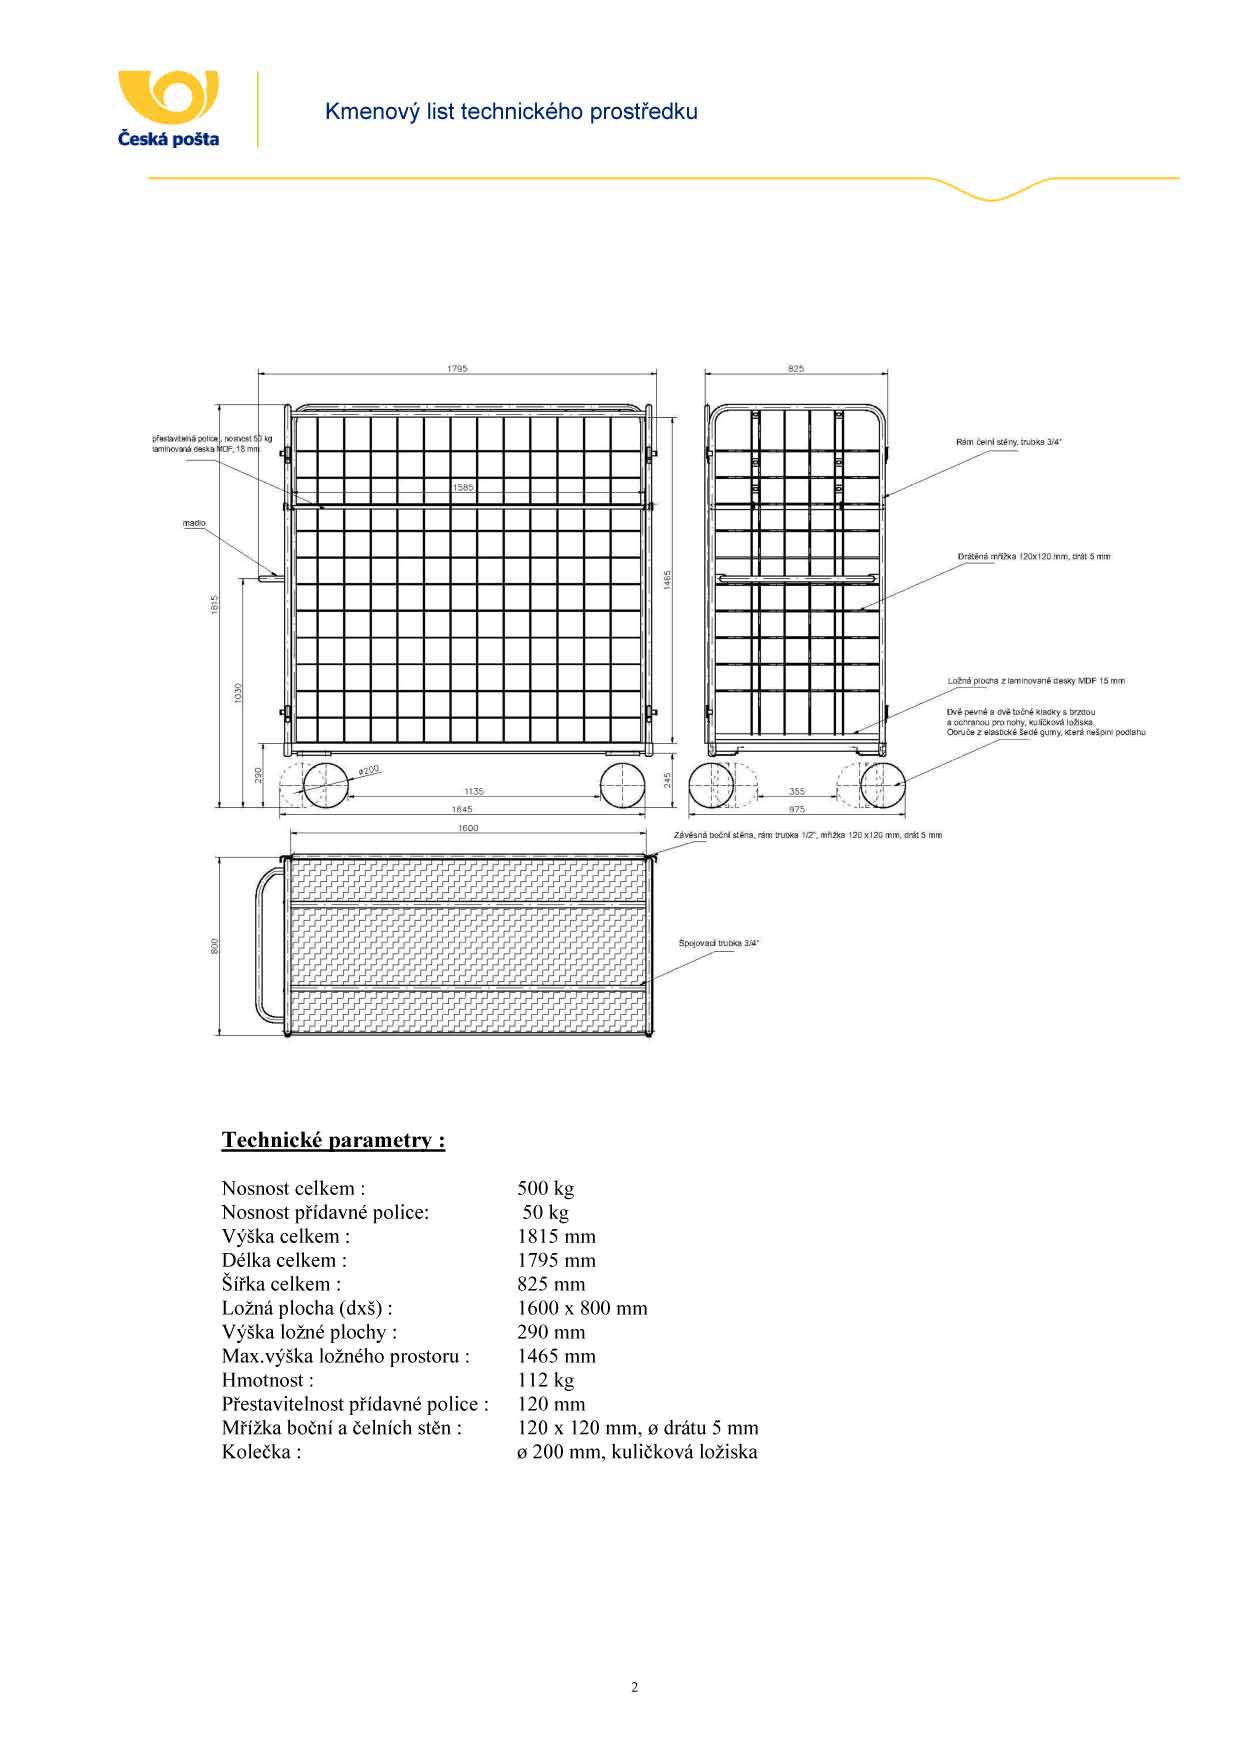 Česká pošta
Kmenový list technického prostředku
1795
825
přestavitelná police, nosnost 50 kg
laminovaná deska MDF, 18 mm
Rám čelní stěny, trubka 3/4"
1585
madlo
Drátěná mřížka 120x120 mm, drát 5 mm
1465
1815
1030
Ložná plocha z laminované desky MDF 15 mm
Dvě pevné a dvě točné kladky s brzdou
a ochranou pro nohy, kulíčková ložiska.
Obruče z elastické šedé gumy, která nešpiní podlahu
290
ø200
245
1135
355
1645
975
1600
Závěsná boční stěna, rám trubka 1/2", mřížka 120 x120 mm, drát 5 mm
800
Spojovací trubka 3/4"
Technické parametry :
Nosnost celkem : 500 kg
Nosnost přídavné police: 50 kg
Výška celkem : 1815 mm
Délka celkem : 1795 mm
Šířka celkem : 825 mm
Ložná plocha (dxš) : 1600 x 800 mm
Výška ložné plochy : 290 mm
Max.výška ložného prostoru : 1465 mm
Hmotnost : 112 kg
Přestavitelnost přídavné police : 120 mm
Mřížka boční a čelních stěn : 120 x 120 mm, ø drátu 5 mm
Kolečka : ø 200 mm, kuličková ložiska
2